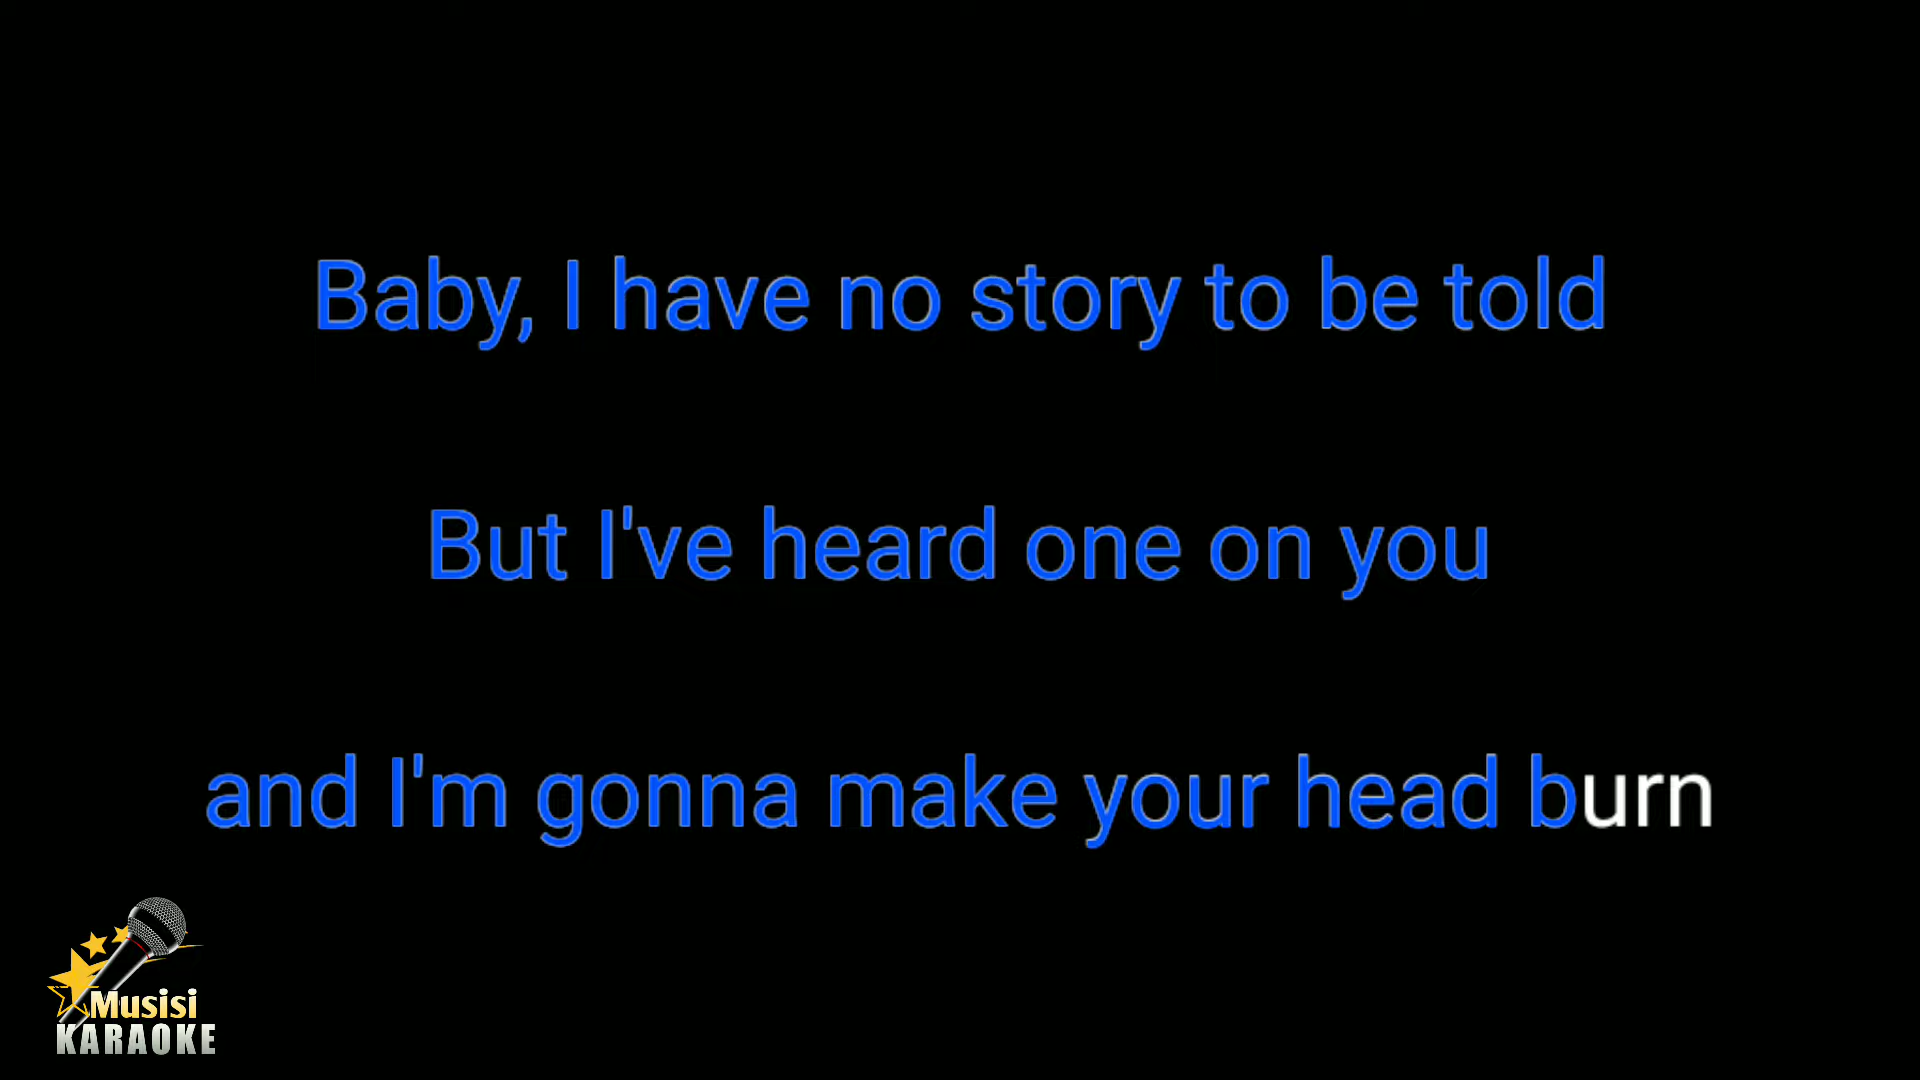 Baby, I have no story to be told
But I've heard one on you
and I'm gonna make your head burn
Musisi
KARAOKE